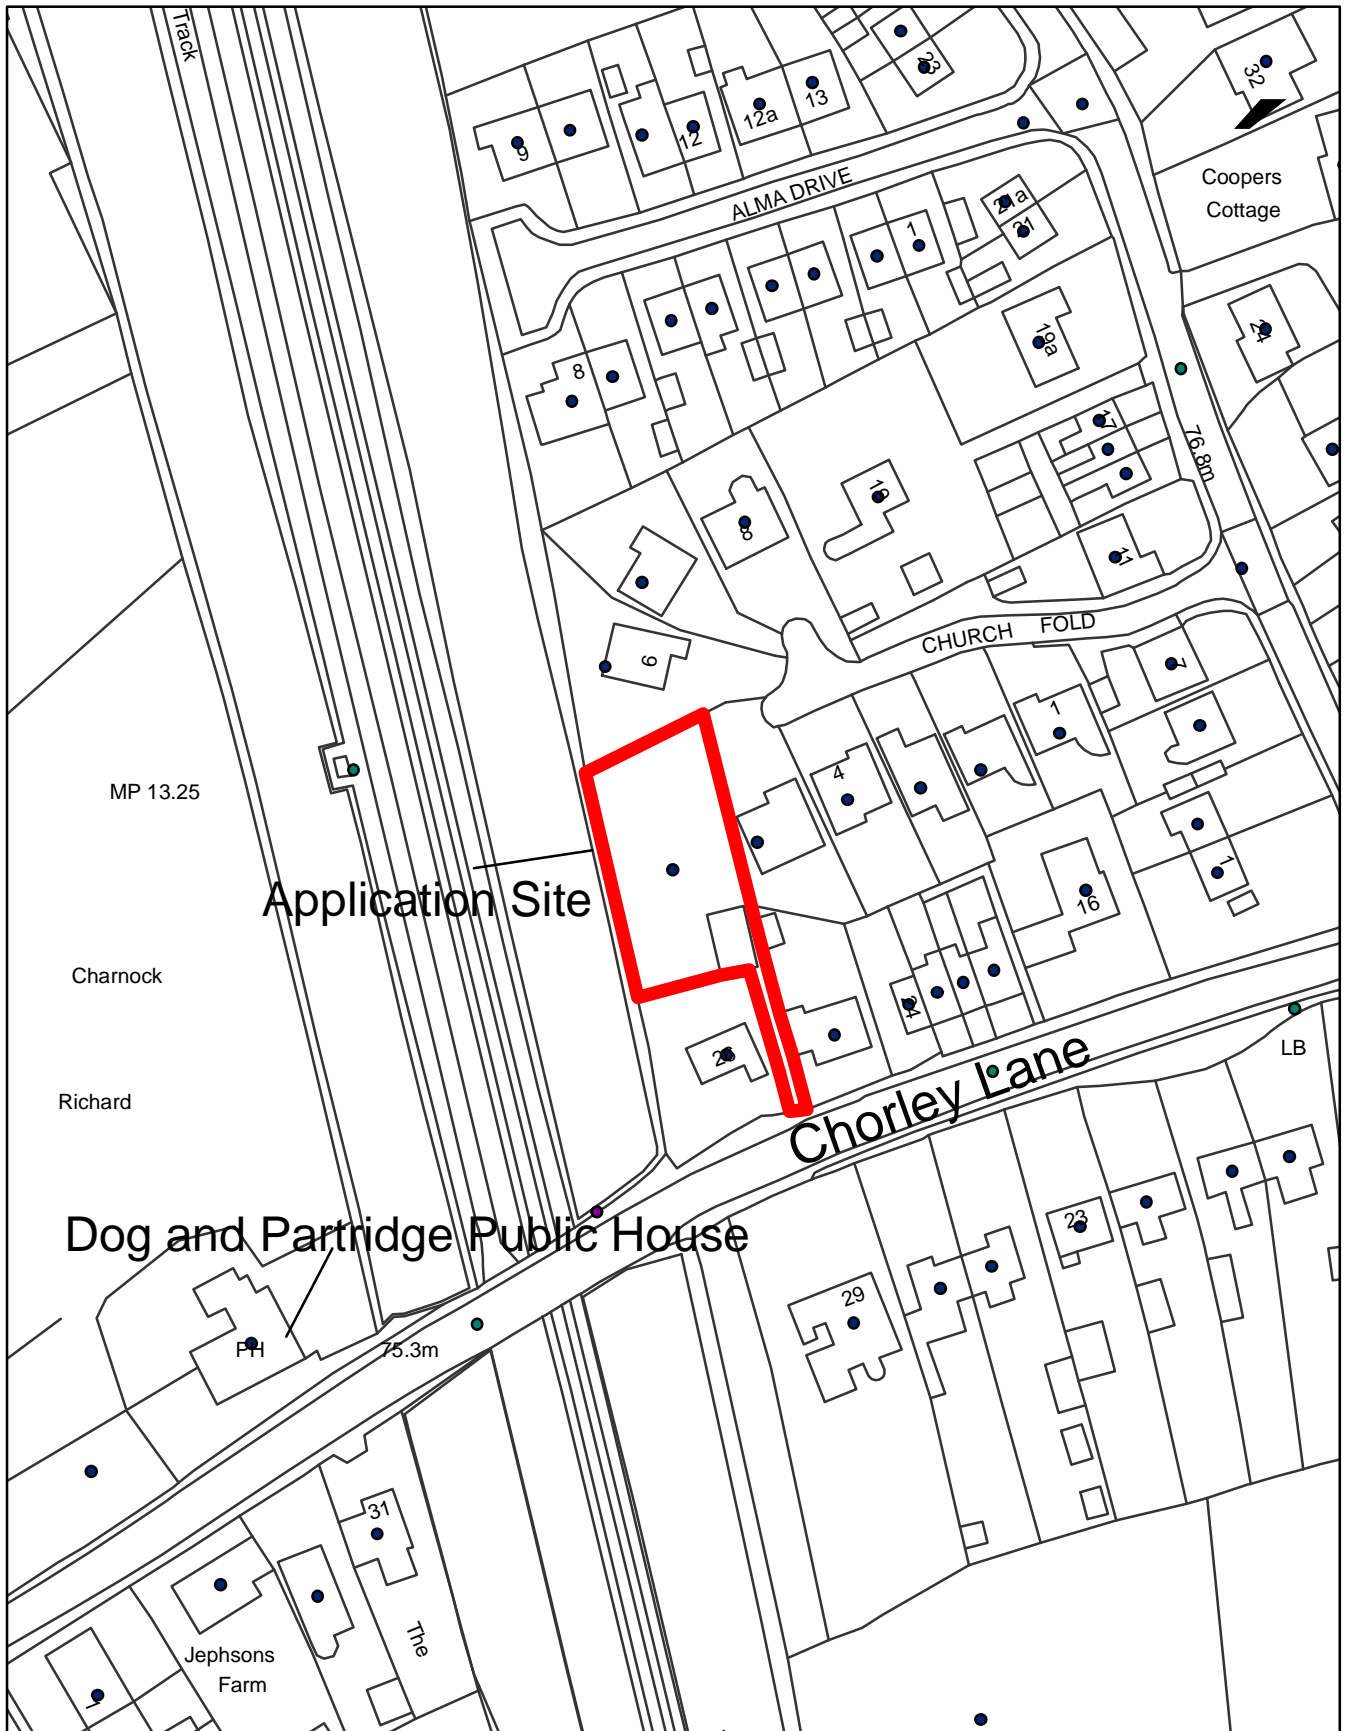 Track
23
32
13
12a
12
9
Coopers
Cottage
ALMA DRIVE
21a
21
1
24
19a
8
17
76.8m
19
8
11
CHURCH FOLD
9
7
1
4
MP 13.25
Application Site
16
1
Charnock
24
26
Chorley Lane
LB
Richard
Dog and Partridge Public House
23
29
PH
75.3m
31
The
Jephsons
Farm
1